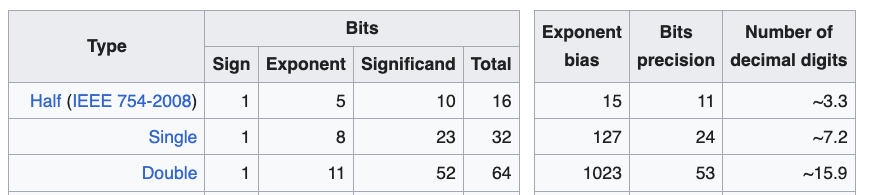 Type Bits Exponent bias Bits precision Number of decimal digits
Sign Exponent Significand Total
Half (IEEE 754-2008) 1 5 10 16 15 11 ~3.3
Single 1 8 23 32 127 24 ~7.2
Double 1 11 52 64 1023 53 ~15.9